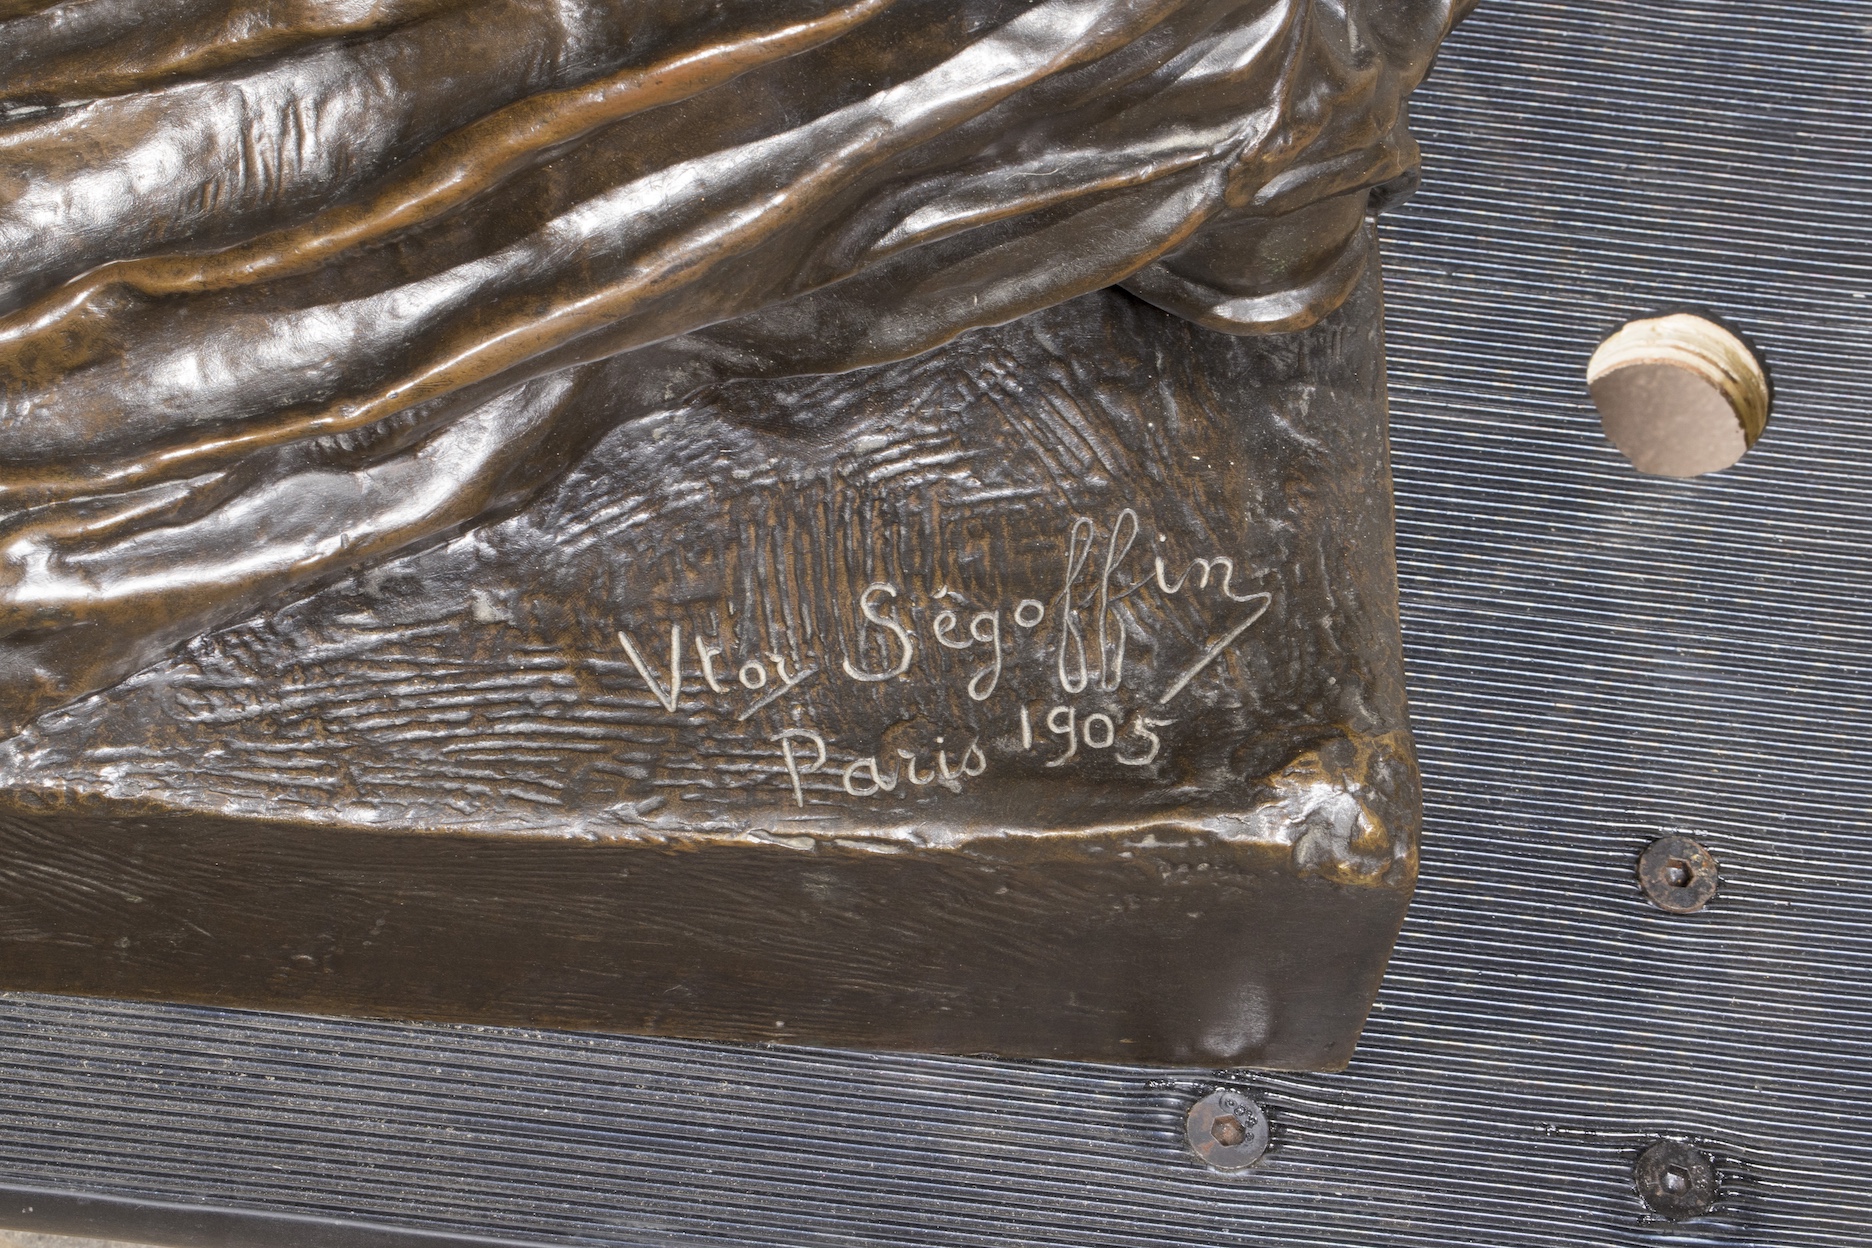 Vtor Ségoffin
Paris 1905